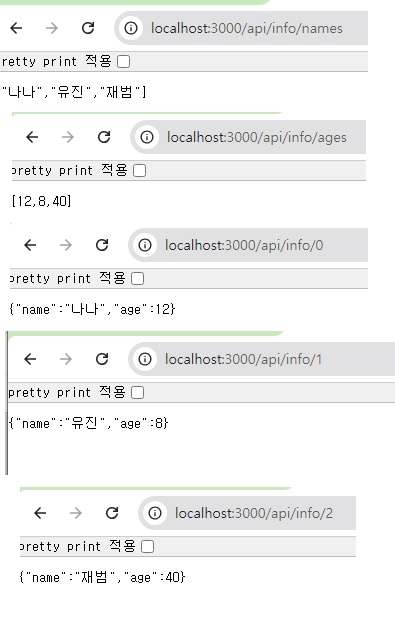 localhost:3000/api/info/names
retty print 적용
"나나","유진","재범"]
localhost:3000/api/info/ages
pretty print 적용
[12,8,40]
localhost:3000/api/info/0
pretty print 적용
{"name":"나나","age":12}
localhost:3000/api/info/1
pretty print 적용
{"name":"유진","age":8}
localhost:3000/api/info/2
pretty print 적용
{"name":"재범","age":40}